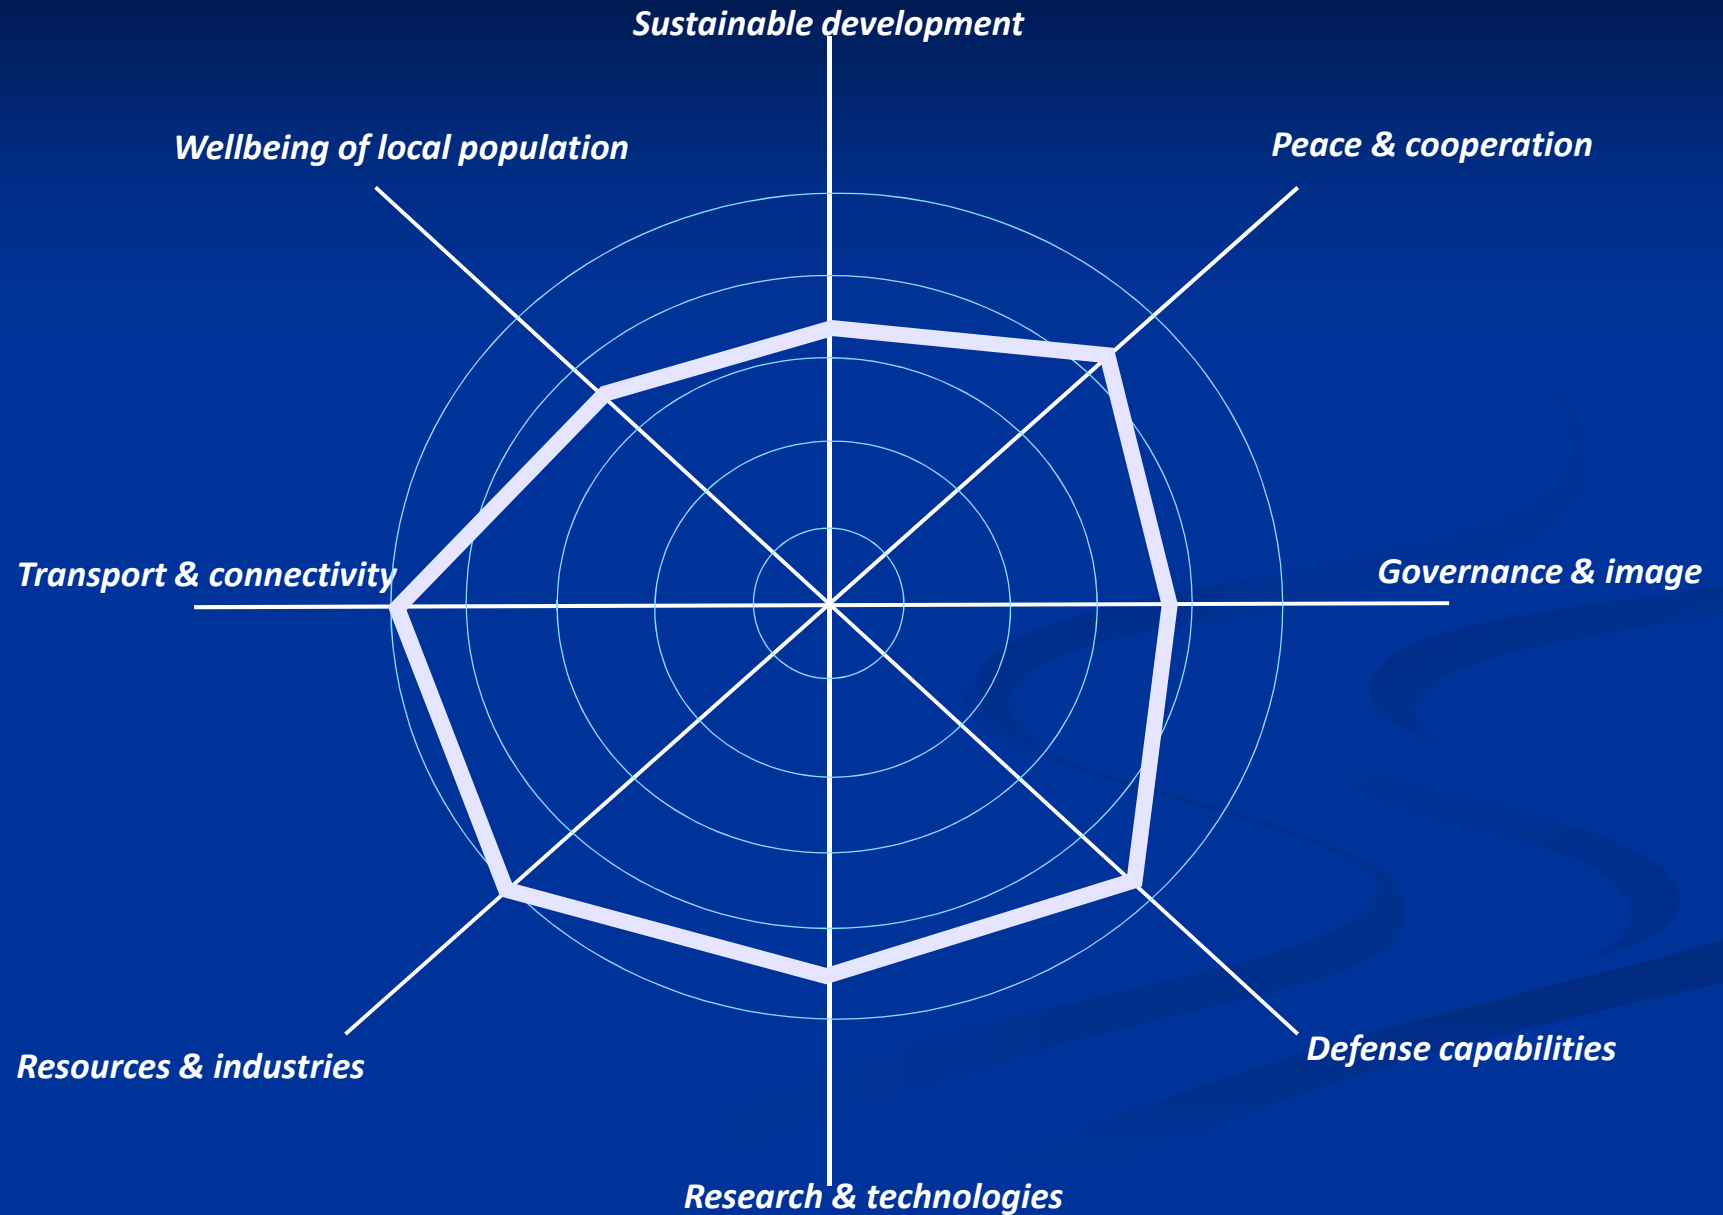 Sustainable development
Wellbeing of local population
Peace & cooperation
Transport & connectivity
Governance & image
Resources & industries
Defense capabilities
Research & technologies